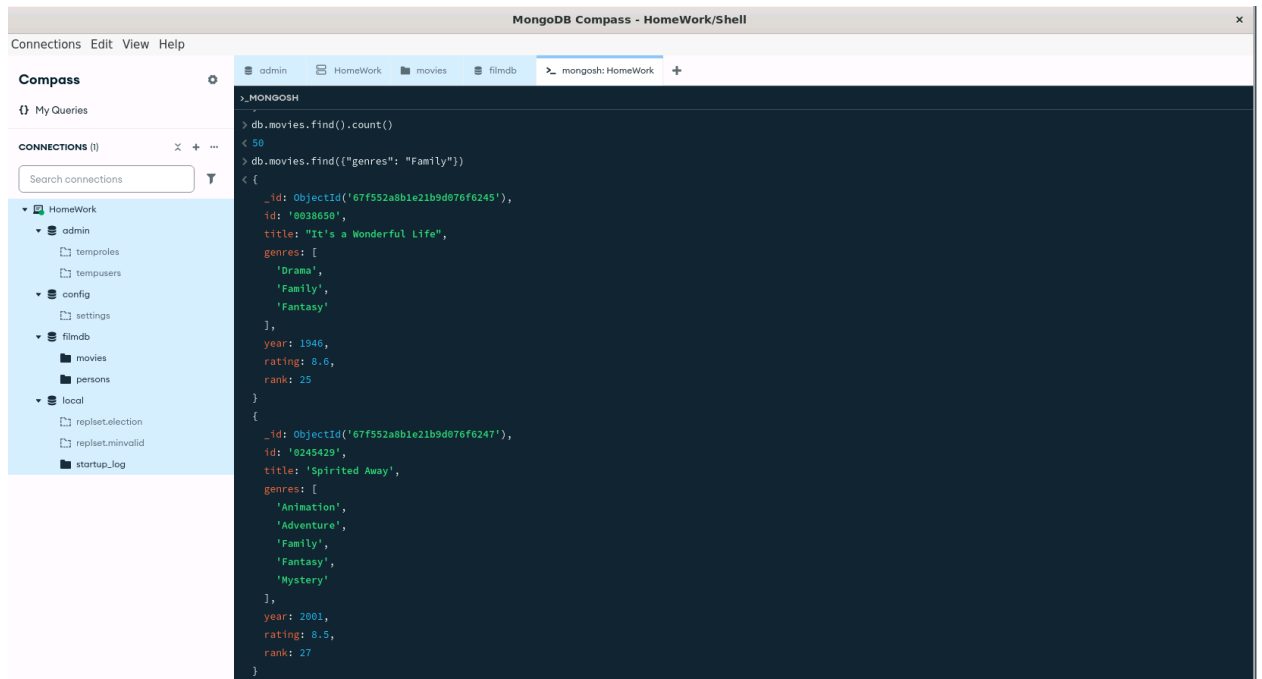 MongoDB Compass - HomeWork/Shell
Connections Edit View Help
Compass
{} My Queries
CONNECTIONS (1)
Search connections
HomeWork
admin
temproles
tempusers
config
settings
filmdb
movies
persons
local
replset.election
replset.minvalid
startup_log
admin HomeWork movies filmdb >_ mongosh: HomeWork +
>_MONGOSH
> db.movies.find().count()
< 50
> db.movies.find({"genres": "Family"})
< {
_id: ObjectId('67f552a8b1e21b9d076f6245'),
id: '0038650',
title: "It's a Wonderful Life",
genres: [
'Drama',
'Family',
'Fantasy'
],
year: 1946,
rating: 8.6,
rank: 25
}
{
_id: ObjectId('67f552a8b1e21b9d076f6247'),
id: '0245429',
title: 'Spirited Away',
genres: [
'Animation',
'Adventure',
'Family',
'Fantasy',
'Mystery'
],
year: 2001,
rating: 8.5,
rank: 27
}